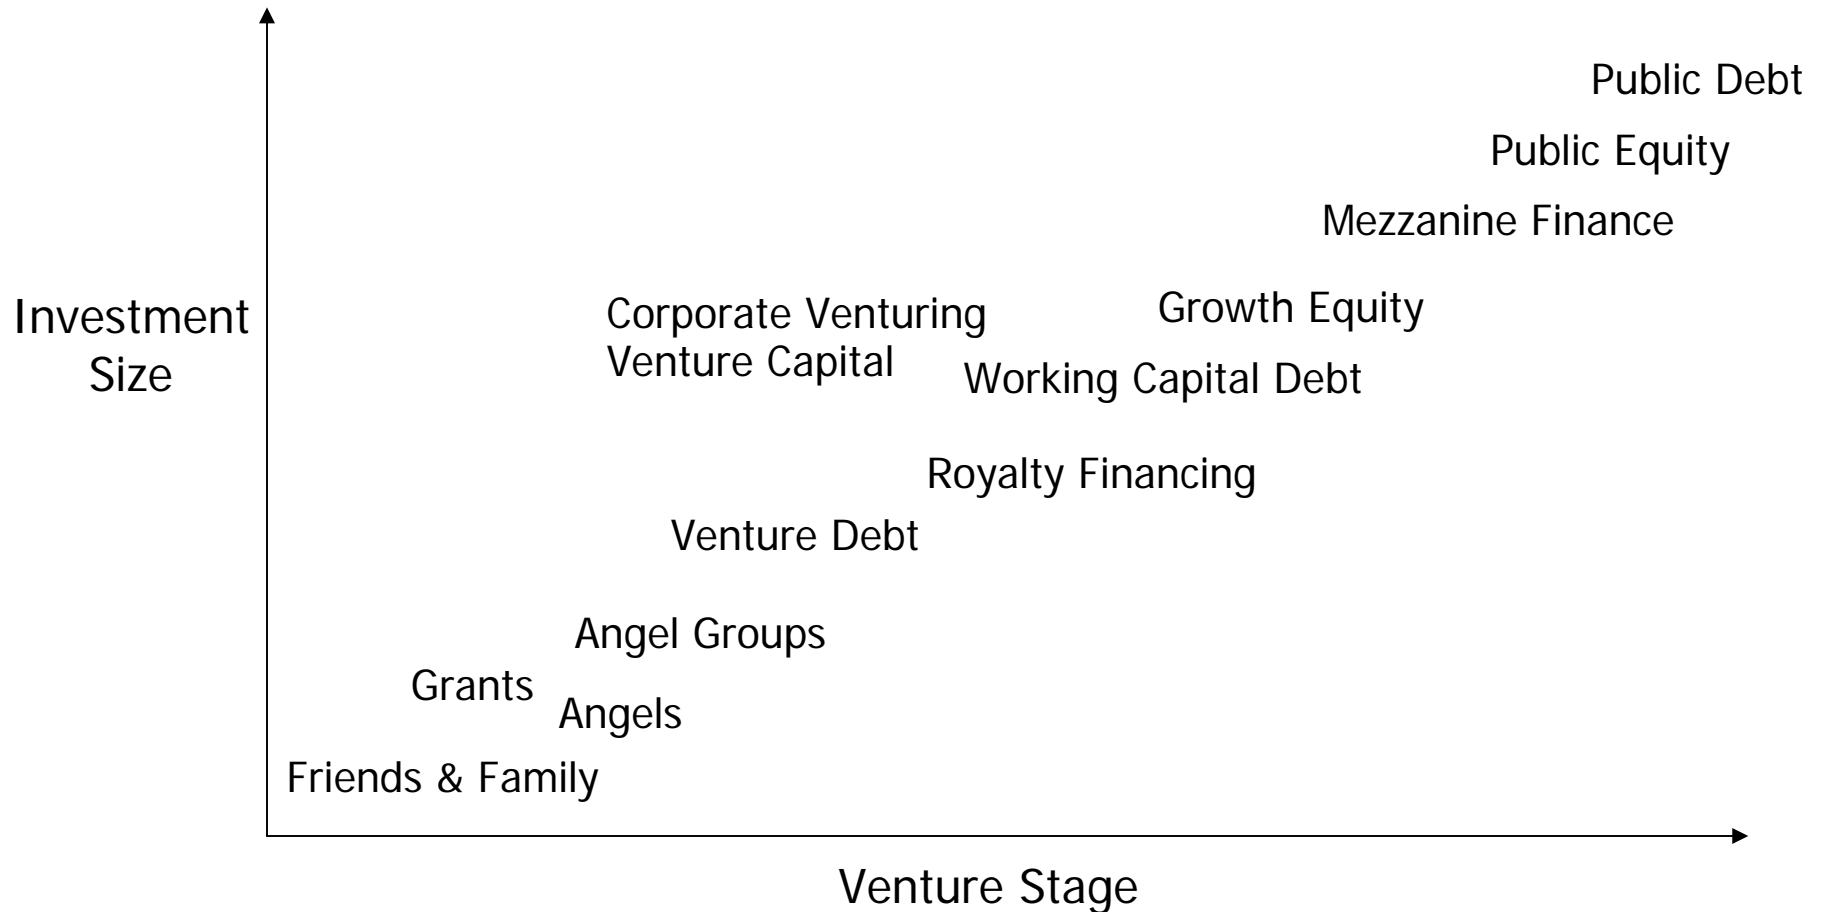 Public Debt
Public Equity
Mezzanine Finance
Growth Equity
Corporate Venturing
Venture Capital
Working Capital Debt
Investment
Size
Royalty Financing
Venture Debt
Angel Groups
Grants
Angels
Friends & Family
Venture Stage